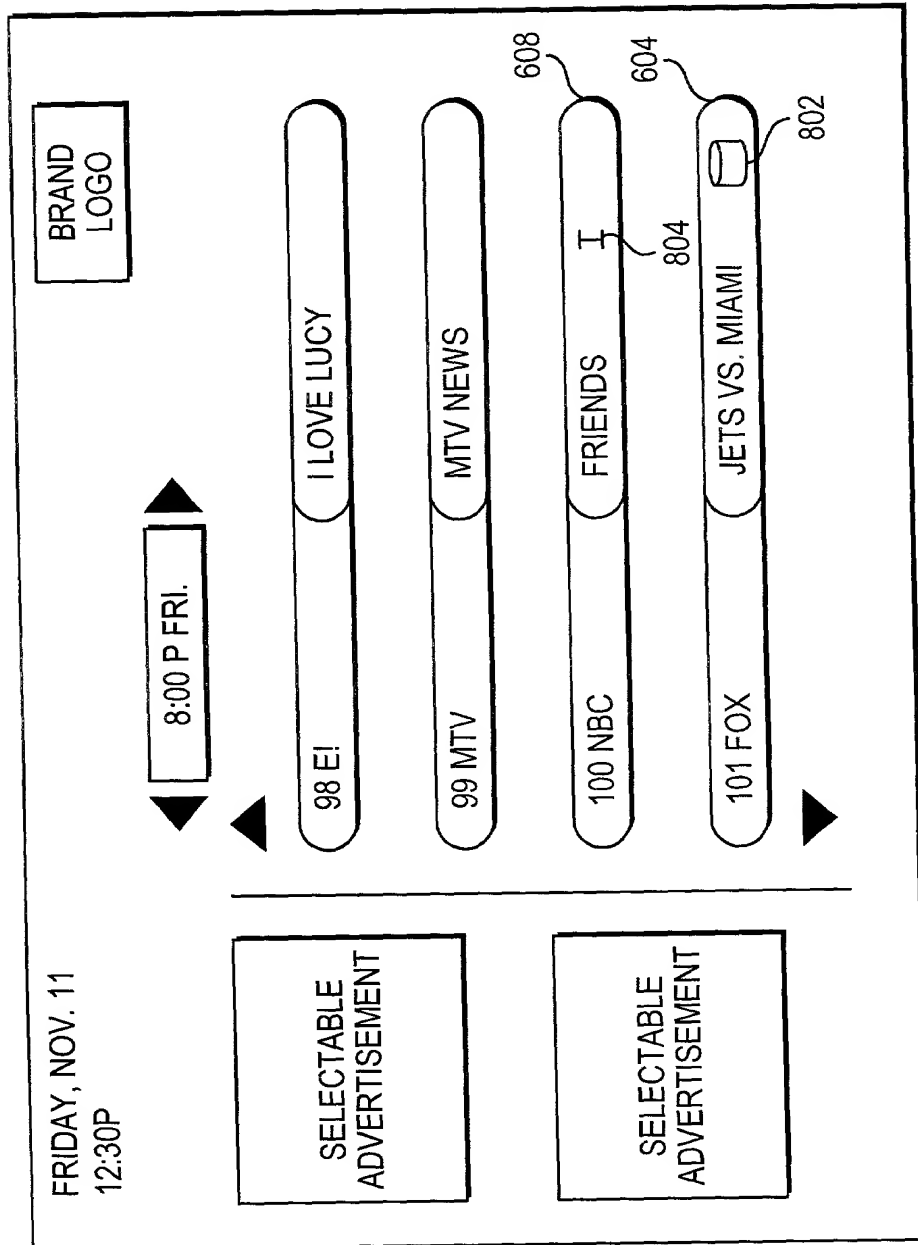 FRIDAY, NOV. 11
12:30P
BRAND
LOGO
8:00 P FRI.
SELECTABLE
ADVERTISEMENT
SELECTABLE
ADVERTISEMENT
98 E! I LOVE LUCY
99 MTV MTV NEWS
100 NBC FRIENDS I 608
804
101 FOX JETS VS. MIAMI 604
802